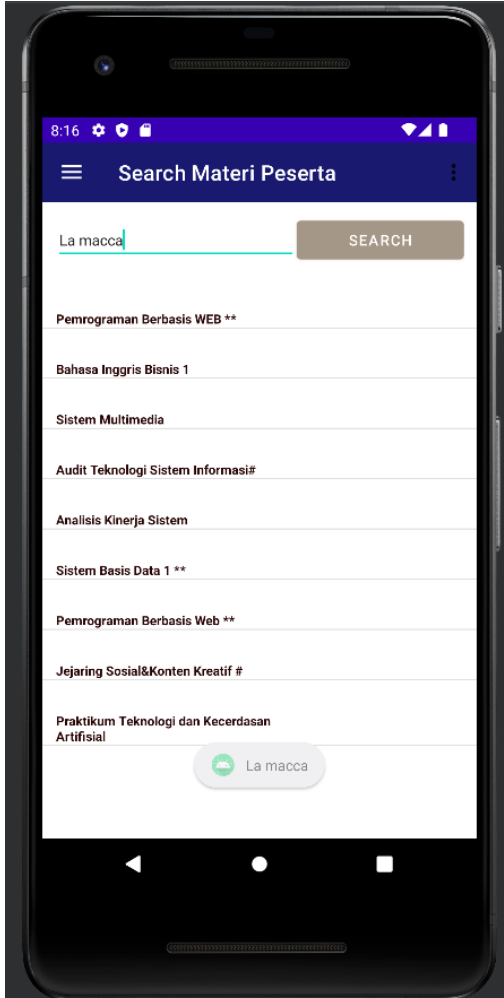 8:16
Search Materi Peserta
La macca
SEARCH
Pemrograman Berbasis WEB **
Bahasa Inggris Bisnis 1
Sistem Multimedia
Audit Teknologi Sistem Informasi#
Analisis Kinerja Sistem
Sistem Basis Data 1 **
Pemrograman Berbasis Web **
Jejaring Sosial&Konten Kreatif #
Praktikum Teknologi dan Kecerdasan
Artifisial
La macca